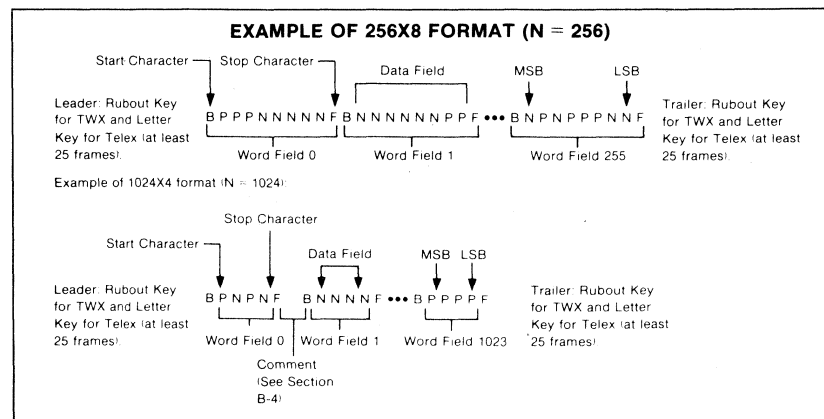 EXAMPLE OF 256X8 FORMAT (N = 256)
Start Character
Stop Character
Data Field
MSB
LSB
Leader: Rubout Key
for TWX and Letter
Key for Telex (at least
25 frames).
B P P P N N N N N F B N N N N N N P P F ••• B N P N P P P N N F
Word Field 0
Word Field 1
Word Field 255
Trailer: Rubout Key
for TWX and Letter
Key for Telex (at least
25 frames).
Example of 1024X4 format (N = 1024):
Stop Character
Start Character
Data Field
MSB LSB
Leader: Rubout Key
for TWX and Letter
Key for Telex (at least
25 frames).
B P N P N F B N N N N F ••• B P P P P F
Word Field 0
Word Field 1
Word Field 1023
Trailer: Rubout Key
for TWX and Letter
Key for Telex (at least
25 frames)
Comment
(See Section
B-4)